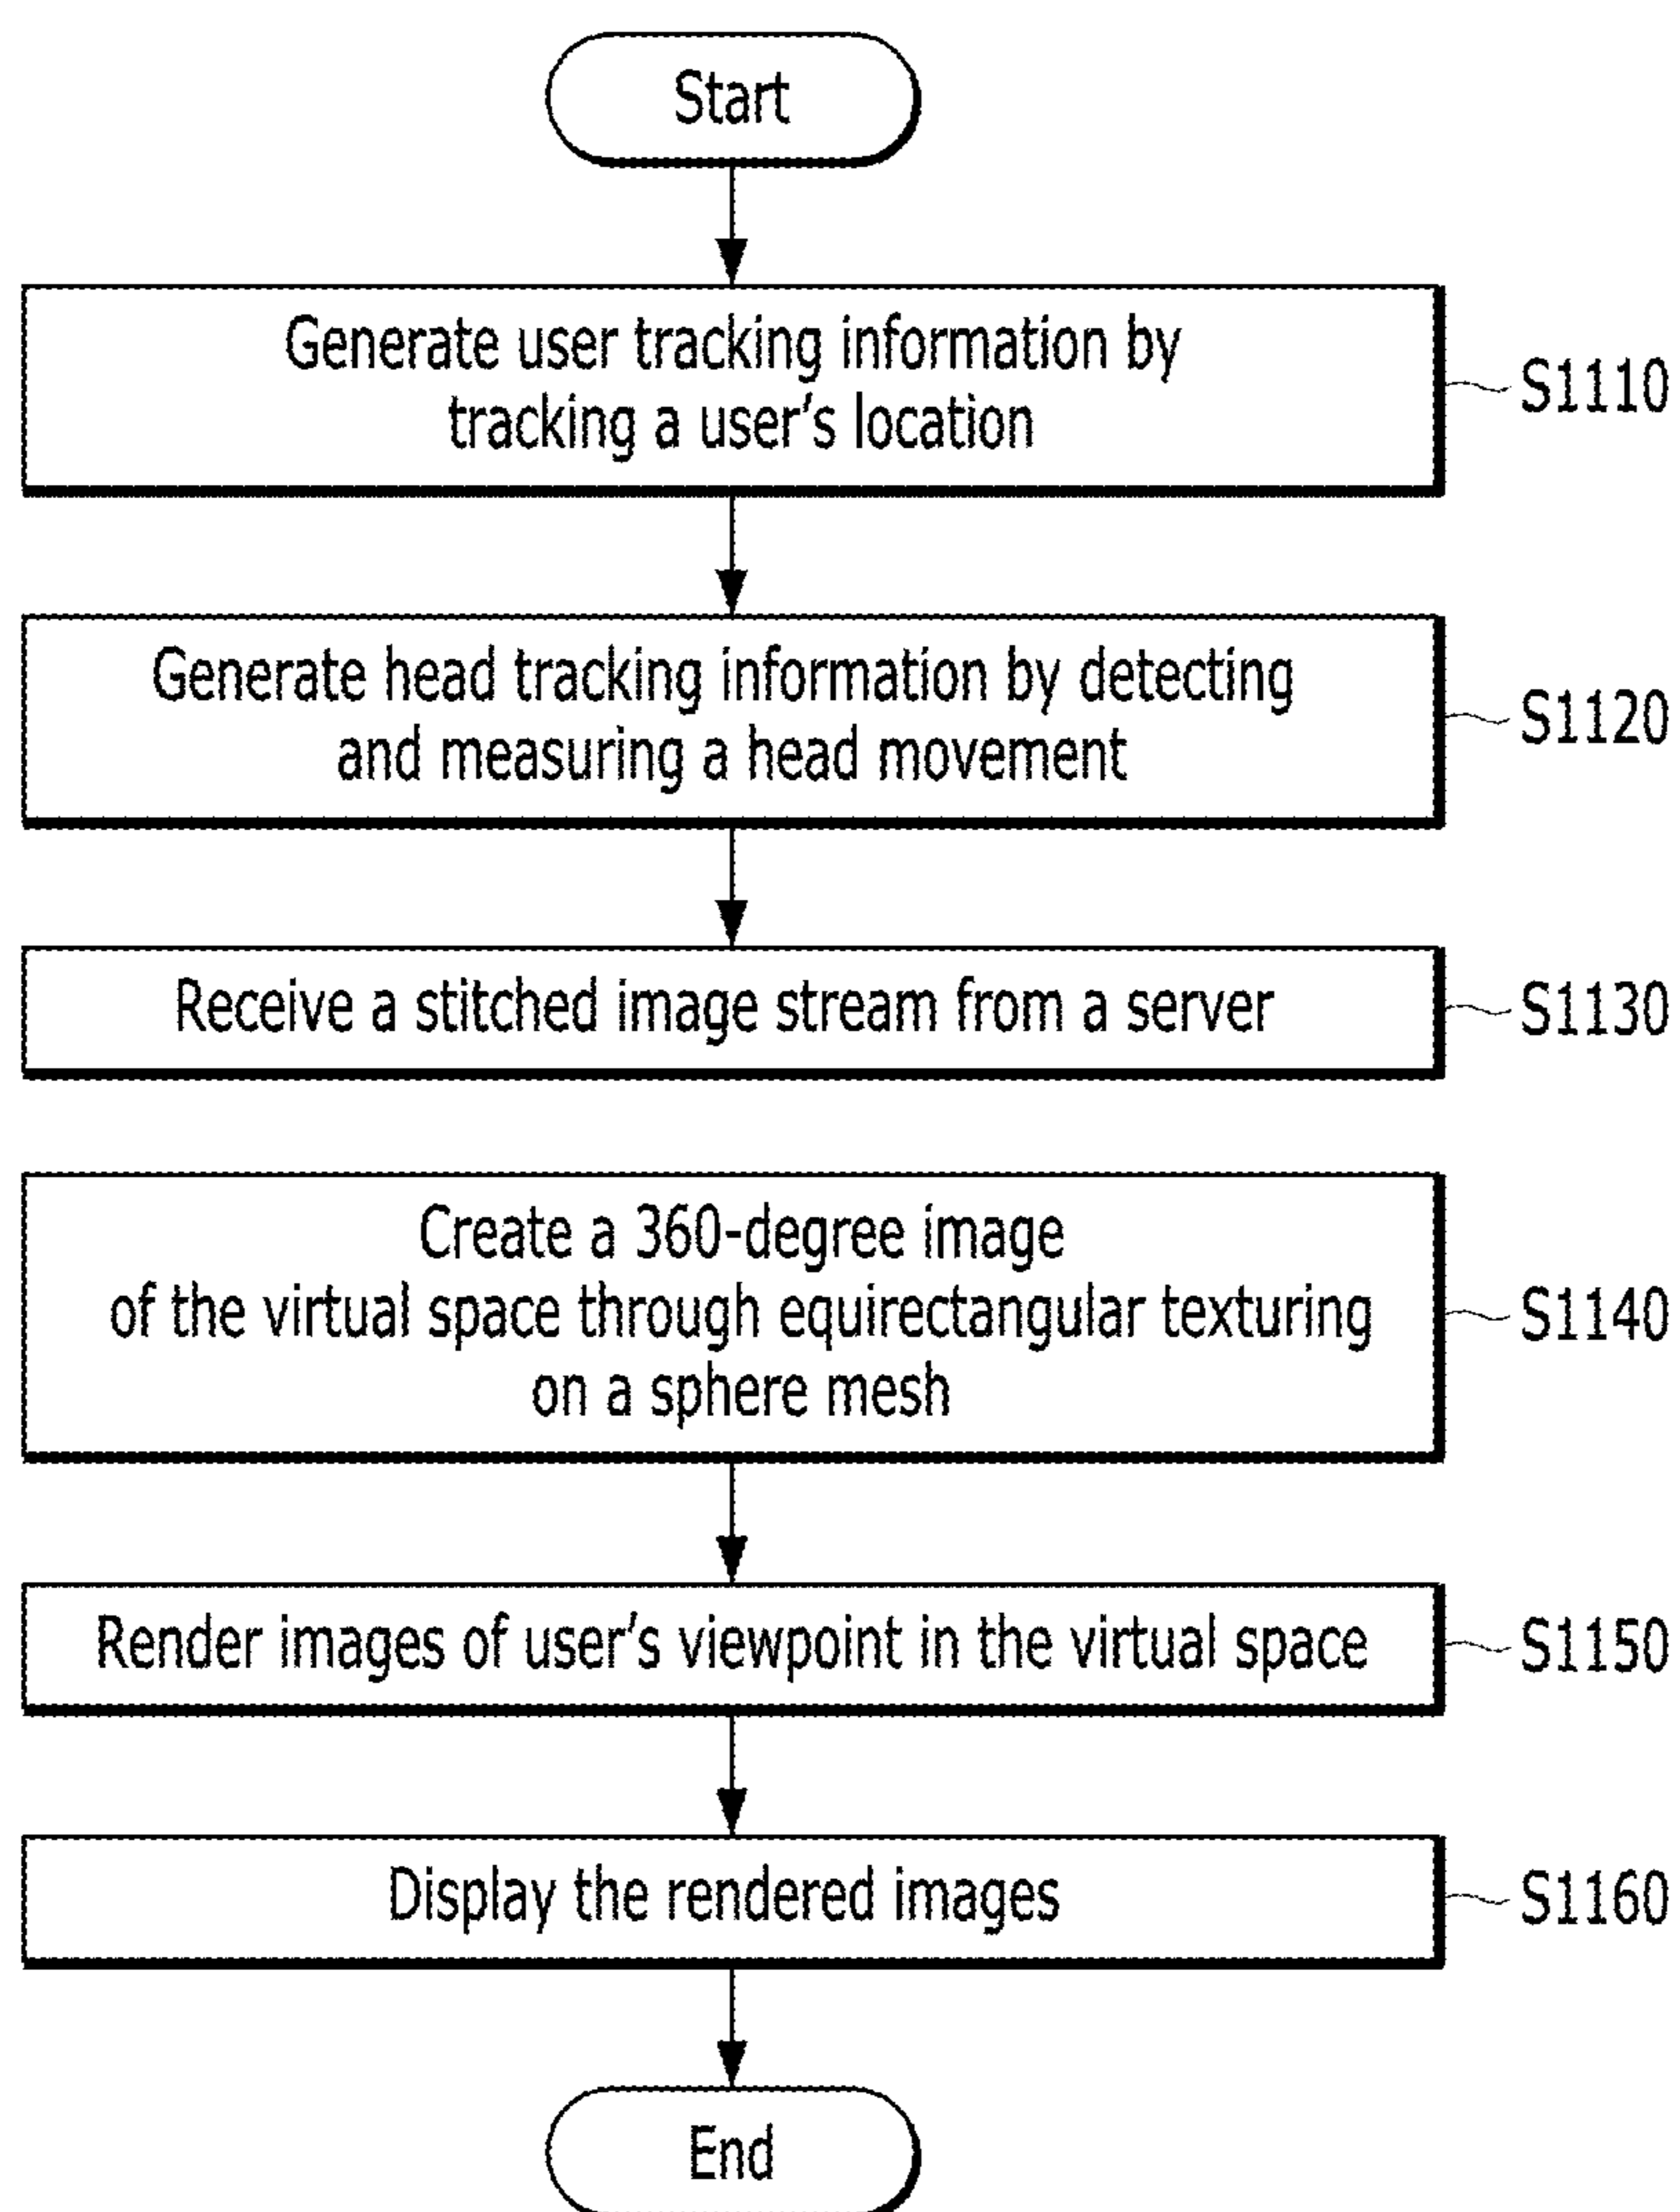 Start
Generate user tracking information by
tracking a user's location
S1110
Generate head tracking information by detecting
and measuring a head movement
S1120
Receive a stitched image stream from a server
S1130
Create a 360-degree image
of the virtual space through equirectangular texturing
on a sphere mesh
S1140
Render images of user's viewpoint in the virtual space
S1150
Display the rendered images
S1160
End